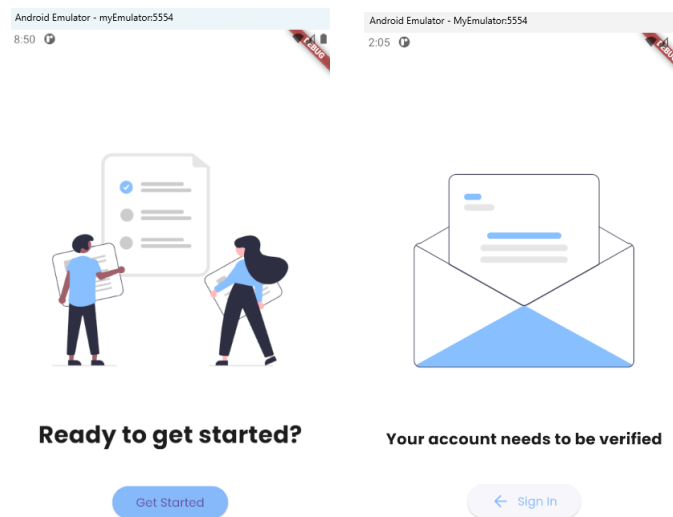 Android Emulator - myEmulator:5554
8:50
DEBUG
Ready to get started?
Get Started
Android Emulator - MyEmulator:5554
2:05
Your account needs to be verified
Sign In